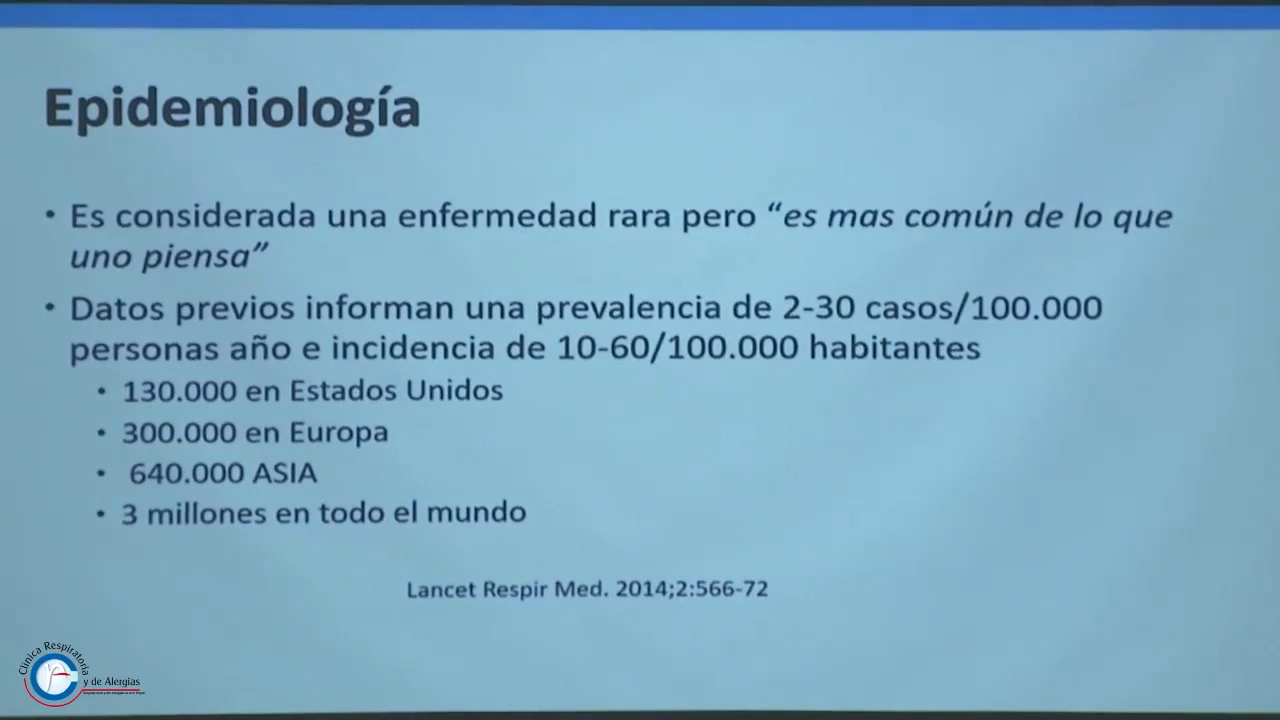 Epidemiología
• Es considerada una enfermedad rara pero “es mas común de lo que
uno piensa”
• Datos previos informan una prevalencia de 2-30 casos/100.000
personas año e incidencia de 10-60/100.000 habitantes
• 130.000 en Estados Unidos
• 300.000 en Europa
• 640.000 ASIA
• 3 millones en todo el mundo
Lancet Respir Med. 2014;2:566-72
Clínica Respiratoria
y de Alergias